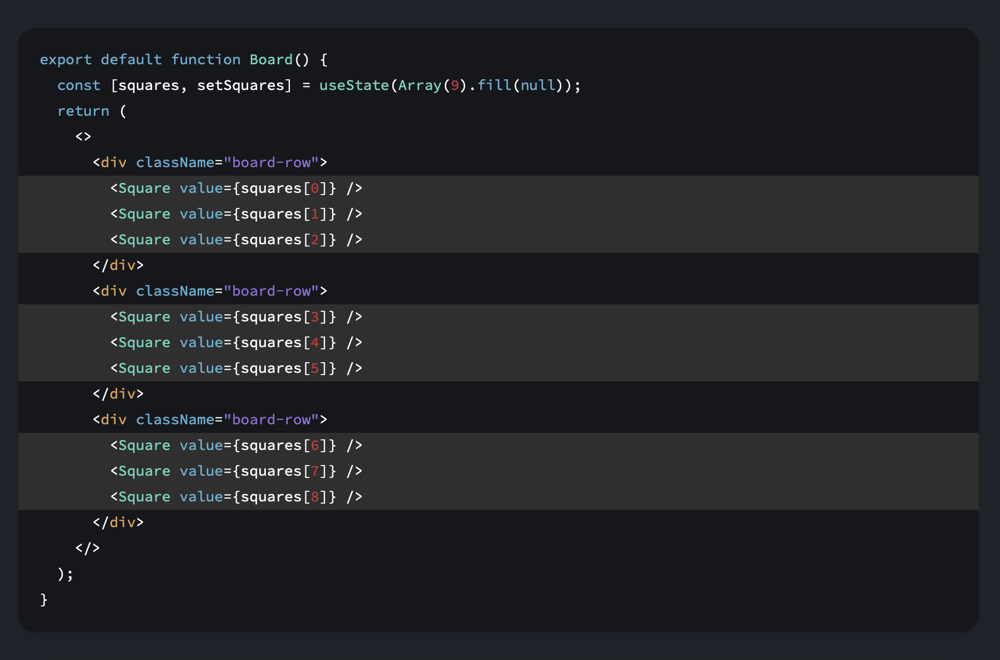 export default function Board() {
  const [squares, setSquares] = useState(Array(9).fill(null));
  return (
    <>
      <div className="board-row">
        <Square value={squares[0]} />
        <Square value={squares[1]} />
        <Square value={squares[2]} />
      </div>
      <div className="board-row">
        <Square value={squares[3]} />
        <Square value={squares[4]} />
        <Square value={squares[5]} />
      </div>
      <div className="board-row">
        <Square value={squares[6]} />
        <Square value={squares[7]} />
        <Square value={squares[8]} />
      </div>
    </>
  );
}